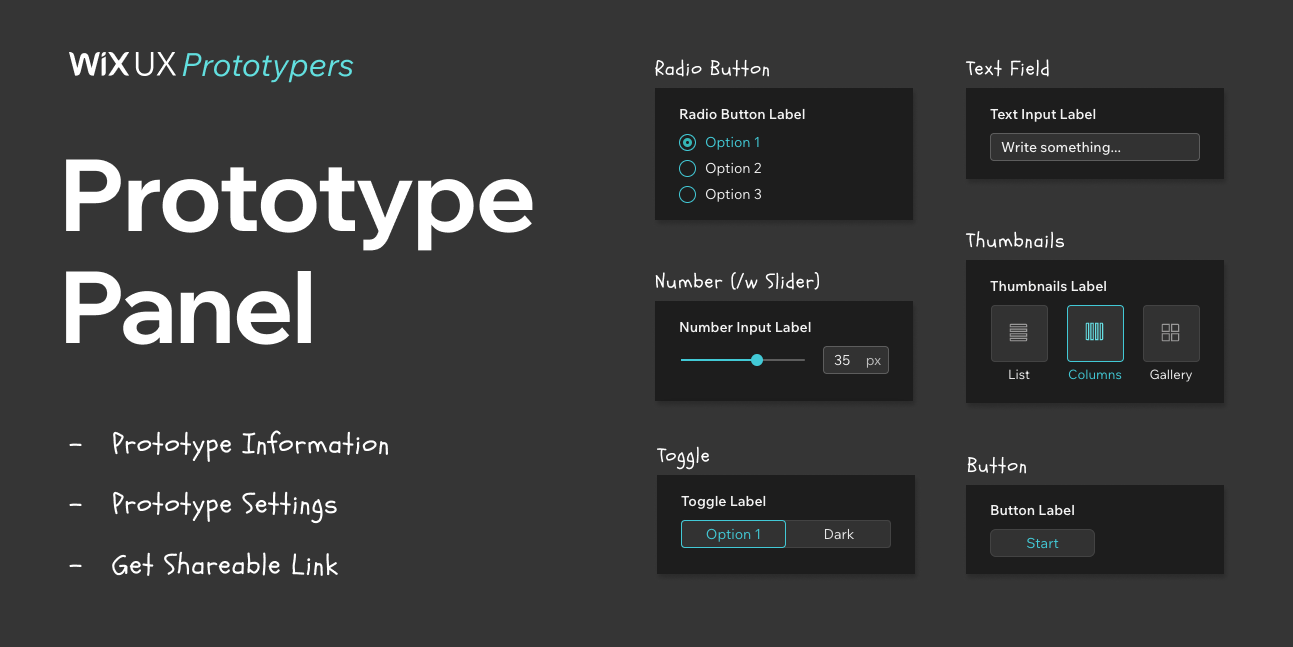 WiX UX Prototypers
Prototype
Panel
- Prototype Information
- Prototype Settings
- Get Shareable Link
Radio Button
Radio Button Label
Option 1
Option 2
Option 3
Number (/w Slider)
Number Input Label
35 px
Toggle
Toggle Label
Option 1 Dark
Text Field
Text Input Label
Write something...
Thumbnails
Thumbnails Label
List Columns Gallery
Button
Button Label
Start